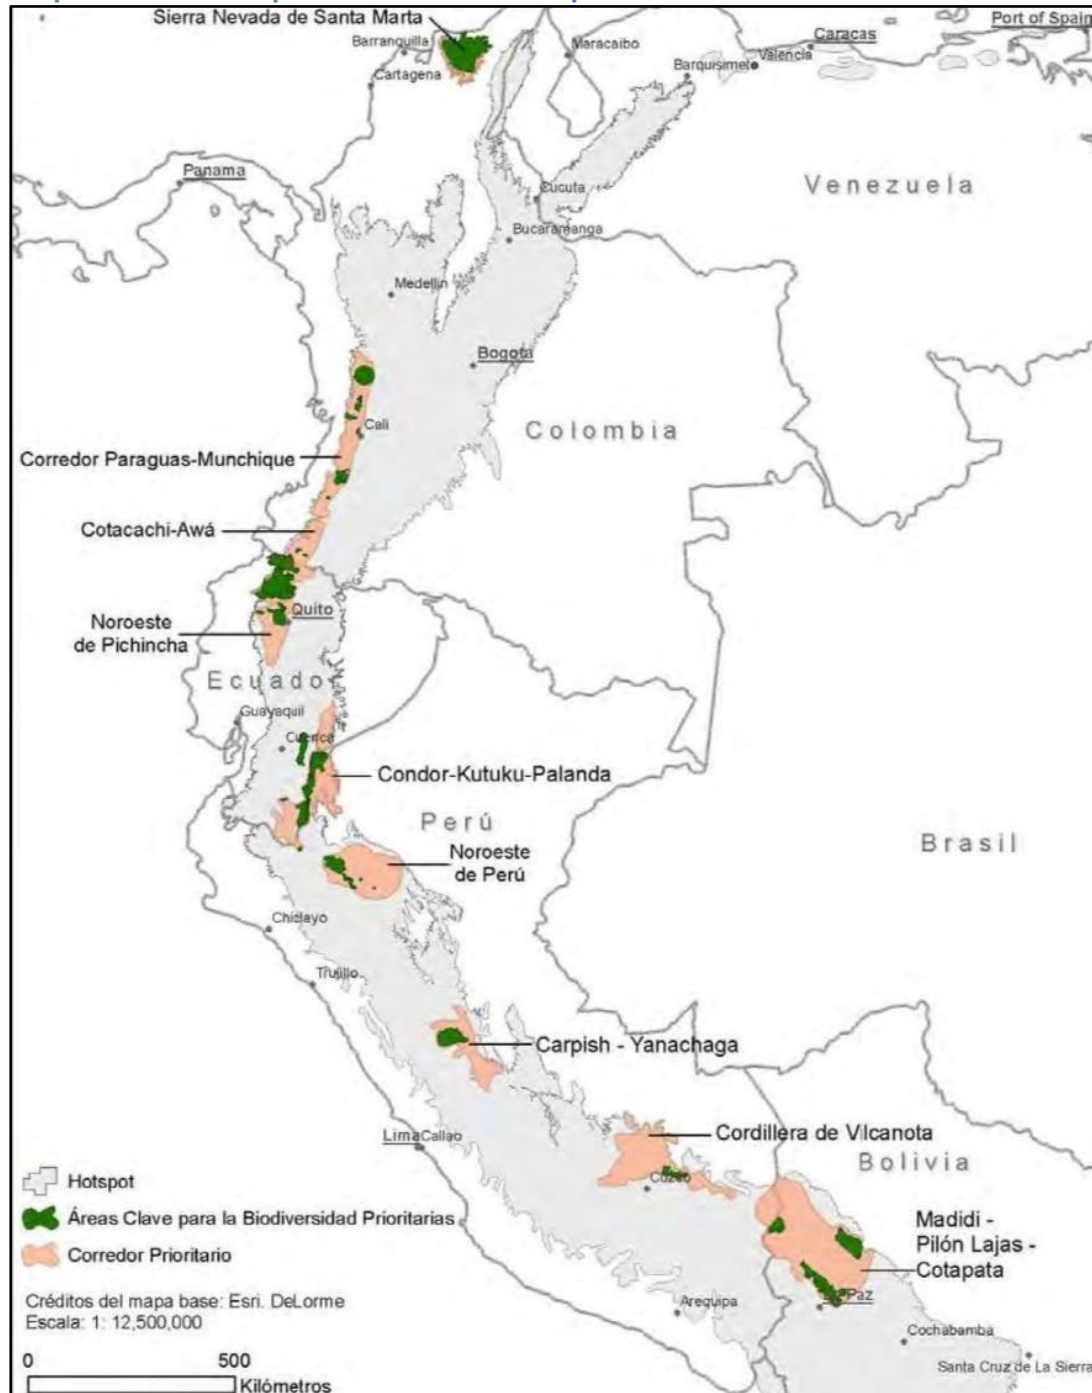 Sierra Nevada de Santa Marta
Port of Spain
Barranquilla
Maracaibo
Caracas
Valencia
Barquisimet
Cartagena
Panama
Venezuela
Cucuta
Bucaramanga
Medellin
Bogota
Cali
Colombia
Corredor Paraguas-Munchique
Cotacachi-Awá
Quito
Noroeste
de Pichincha
Ecuador
Guayaquil
Cuenca
Condor-Kutuku-Palanda
Perú
Noroeste
de Perú
Brasil
Chiclayo
Trujillo
Carpish - Yanachaga
Cordillera de Vilcanota
LimaCallao
Bolivia
Cuzco
Hotspot
Áreas Clave para la Biodiversidad Prioritarias
Madidi -
Pilón Lajas -
Cotapata
Corredor Prioritario
La Paz
Créditos del mapa base: Esri. DeLorme
Escala: 1: 12,500,000
Arequipa
Cochabamba
Santa Cruz de La Sierra
0 500
Kilómetros